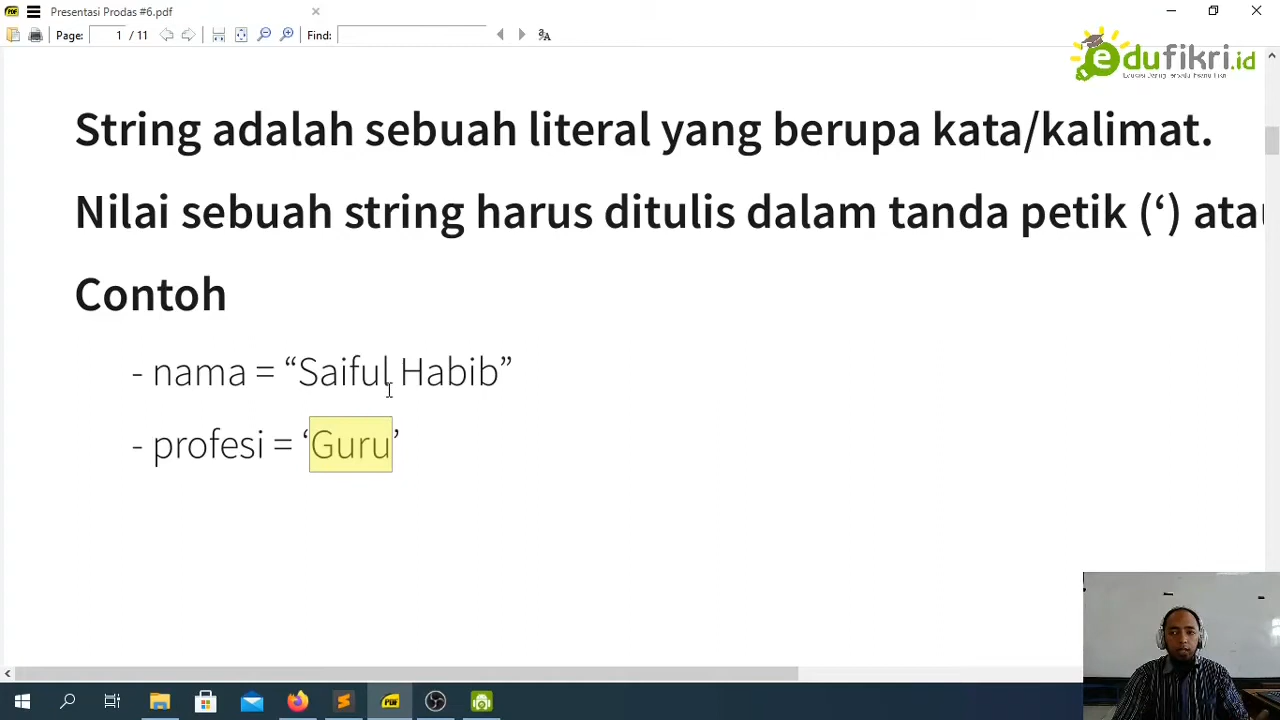 Presentasi Prodas #6.pdf
Page: 1 / 11 Find:
edufikri.id
String adalah sebuah literal yang berupa kata/kalimat.
Nilai sebuah string harus ditulis dalam tanda petik (‘) atau
Contoh
- nama = “Saiful Habib”
- profesi = ‘Guru’